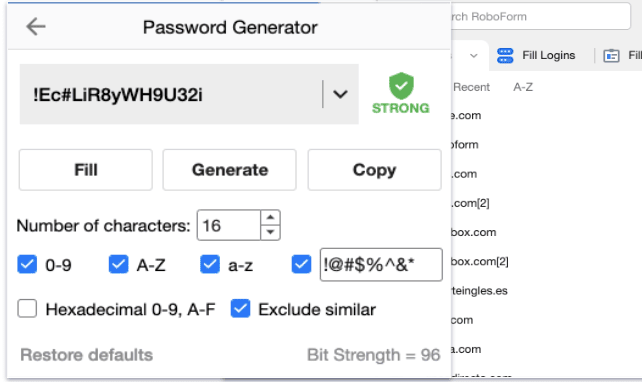 Password Generator
rch RoboForm
!Ec#LiR8yWH9U32i
STRONG
Fill Logins
Fil
Recent
A-Z
e.com
oform
.com
.com[2]
box.com
box.com[2]
teingles.es
com
a.com
Fill
Generate
Copy
Number of characters: 16
0-9
A-Z
a-z
!@#$%^&*
Hexadecimal 0-9, A-F
Exclude similar
Restore defaults
Bit Strength = 96